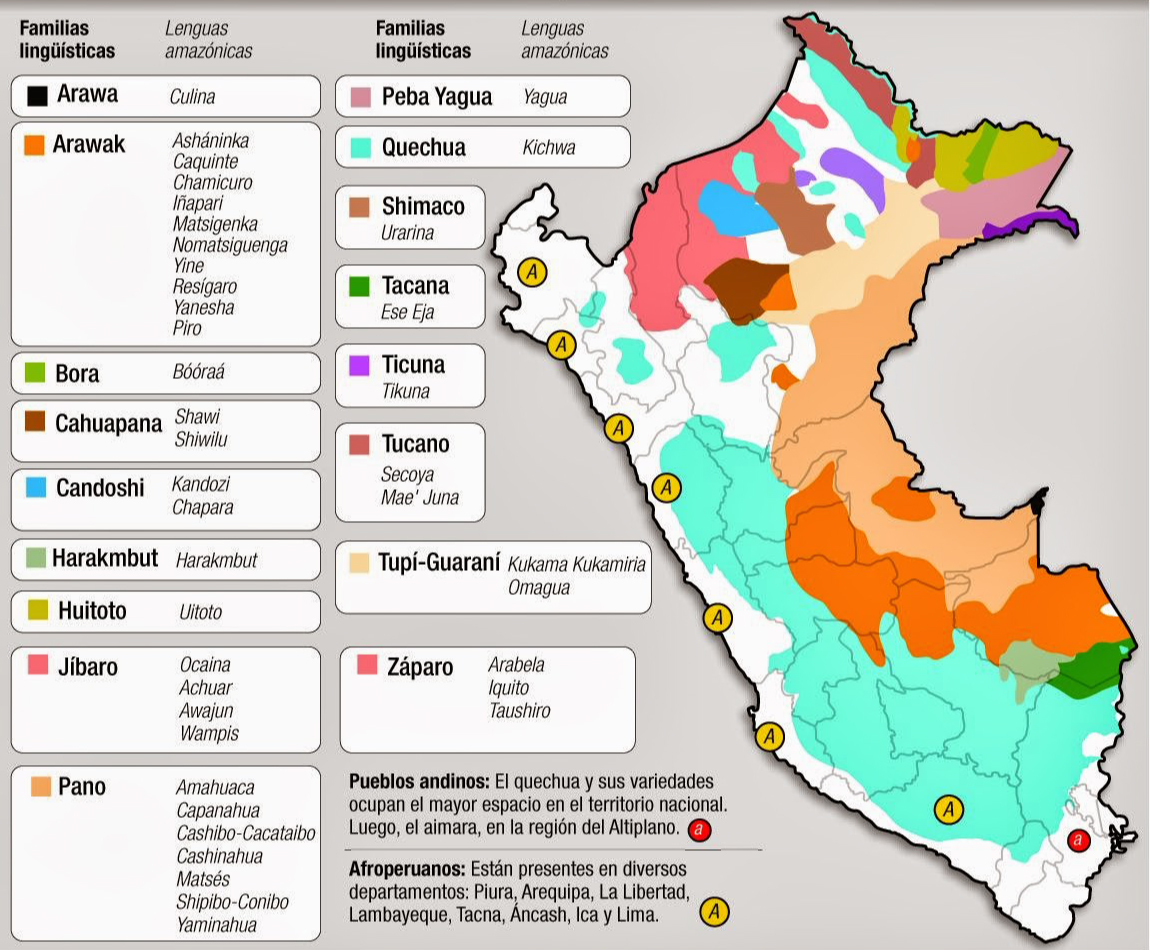 Familias
lingüísticas
Lenguas
amazónicas
Arawa
Culina
Arawak
Asháninka
Caquinte
Chamicuro
Iñapari
Matsigenka
Nomatsiguenga
Yine
Resígaro
Yanesha
Piro
Bora
Bóóraá
Cahuapana
Shawi
Shiwilu
Candoshi
Kandozi
Chapara
Harakmbut
Harakmbut
Huitoto
Uitoto
Jíbaro
Ocaina
Achuar
Awajun
Wampis
Pano
Amahuaca
Capanahua
Cashibo-Cacataibo
Cashinahua
Matsés
Shipibo-Conibo
Yaminahua
Familias
lingüísticas
Lenguas
amazónicas
Peba Yagua
Yagua
Quechua
Kichwa
Shimaco
Urarina
Tacana
Ese Eja
Ticuna
Tikuna
Tucano
Secoya
Mae' Juna
Tupí-Guaraní
Kukama Kukamiria
Omagua
Záparo
Arabela
Iquito
Taushiro
Pueblos andinos: El quechua y sus variedades
ocupan el mayor espacio en el territorio nacional.
Luego, el aimara, en la región del Altiplano. a
Afroperuanos: Están presentes en diversos
departamentos: Piura, Arequipa, La Libertad,
Lambayeque, Tacna, Áncash, Ica y Lima. A
A
A
A
A
A
A
A
a